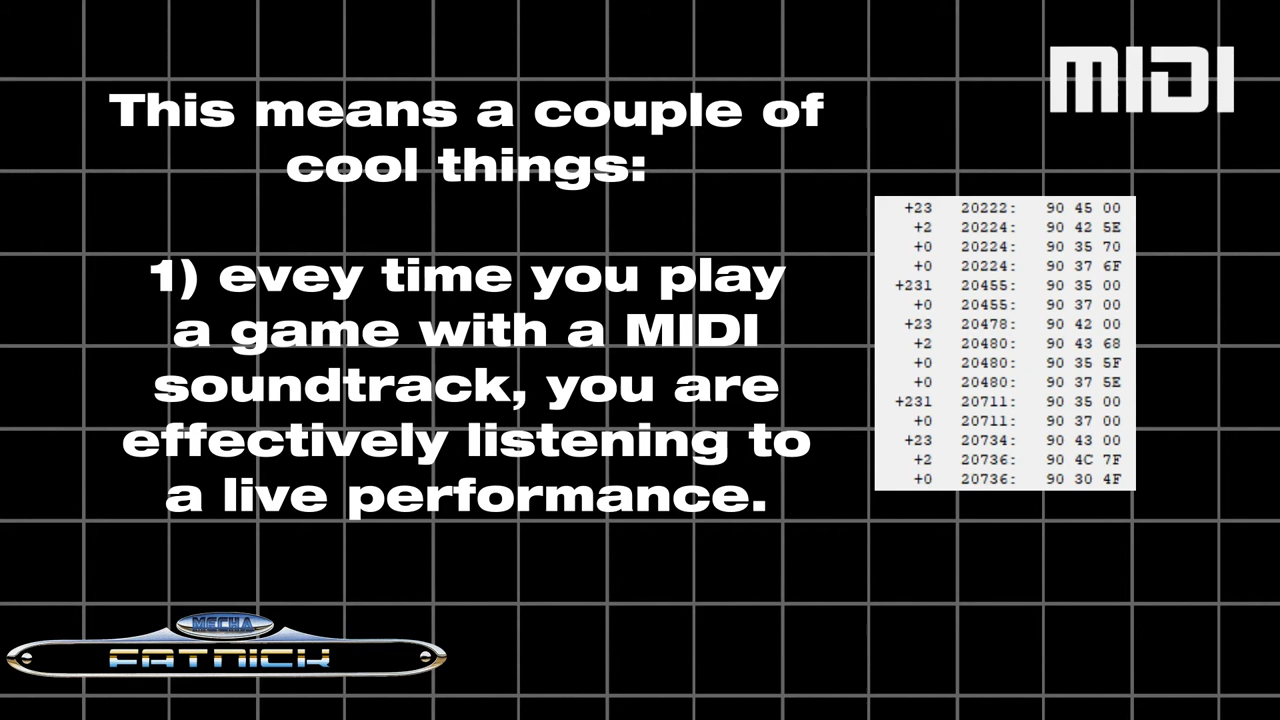 This means a couple of
cool things:
1) evey time you play
a game with a MIDI
soundtrack, you are
effectively listening to
a live performance.
MIDI
+23 20222: 90 45 00
+2 20224: 90 42 5E
+0 20224: 90 35 70
+0 20224: 90 37 6F
+231 20455: 90 35 00
+0 20455: 90 37 00
+23 20478: 90 42 00
+2 20480: 90 43 68
+0 20480: 90 35 5F
+0 20480: 90 37 5E
+231 20711: 90 35 00
+0 20711: 90 37 00
+23 20734: 90 43 00
+2 20736: 90 4C 7F
+0 20736: 90 30 4F
MECHA
FATNICK